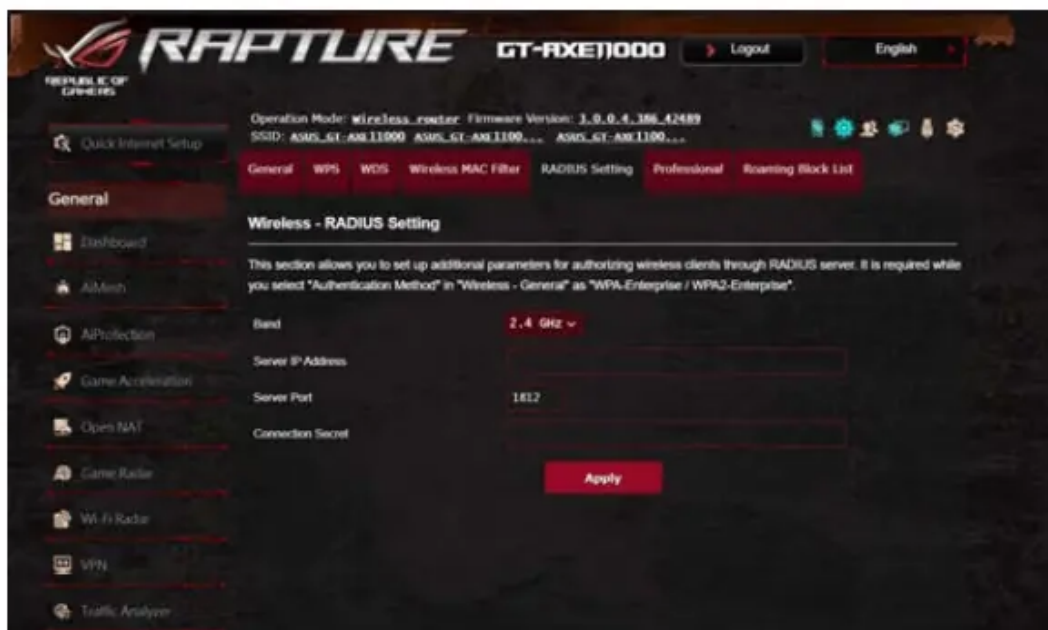 RAPTURE GT-AXE11000 Logout English
REPUBLIC OF
GAMERS
Operation Mode: Wireless router Firmware Version: 3.0.0.4.386_42489
SSID: ASUS_GT-AXE11000 ASUS_GT-AXE1100... ASUS_GT-AXE1100...
Quick Internet Setup
General WPS WDS Wireless MAC Filter RADIUS Setting Professional Roaming Block List
General
Wireless - RADIUS Setting
Dashboard
This section allows you to set up additional parameters for authorizing wireless clients through RADIUS server. It is required while
you select "Authentication Method" in "Wireless - General" as "WPA-Enterprise / WPA2-Enterprise".
AiMesh
Band 2.4 GHz
AiProtection
Server IP Address
Game Acceleration
Server Port 1812
Open NAT
Connection Secret
Game Radar
Apply
Wi-Fi Radar
VPN
Traffic Analyzer